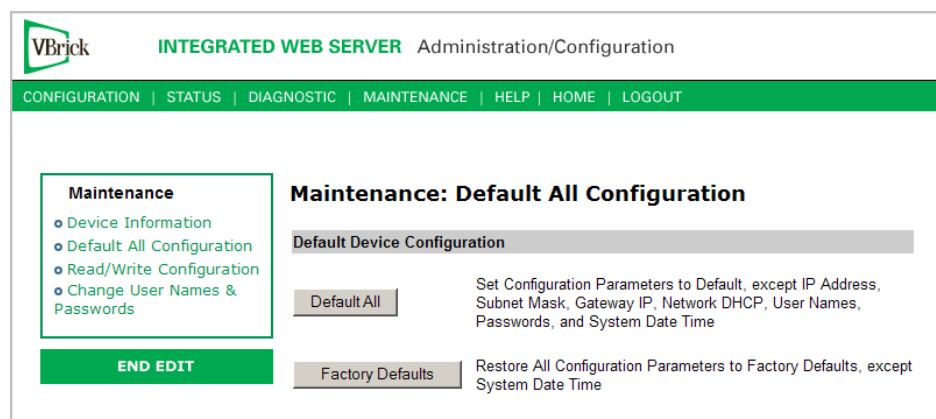 VBrick
INTEGRATED WEB SERVER Administration/Configuration
CONFIGURATION | STATUS | DIAGNOSTIC | MAINTENANCE | HELP | HOME | LOGOUT
Maintenance
Device Information
Default All Configuration
Read/Write Configuration
Change User Names &
Passwords
END EDIT
Maintenance: Default All Configuration
Default Device Configuration
Default All
Set Configuration Parameters to Default, except IP Address,
Subnet Mask, Gateway IP, Network DHCP, User Names,
Passwords, and System Date Time
Factory Defaults
Restore All Configuration Parameters to Factory Defaults, except
System Date Time